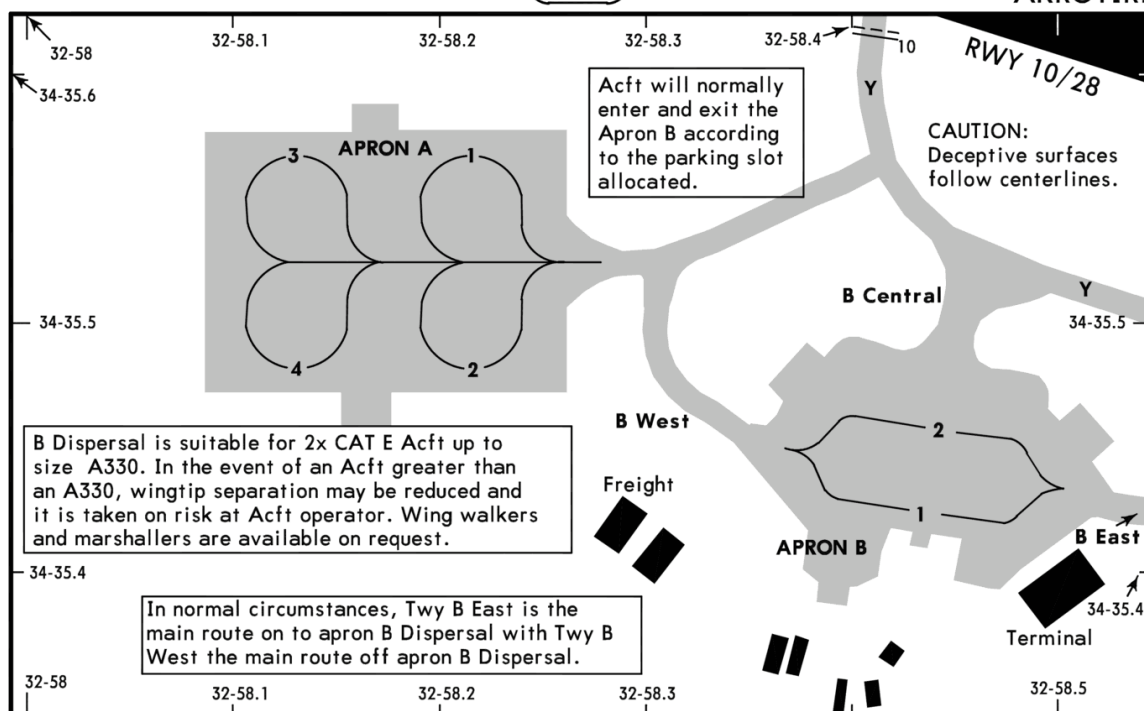 32-58
32-58.1
32-58.2
32-58.3
32-58.4
10
RWY 10/28
34-35.6
Y
Acft will normally
enter and exit the
Apron B according
to the parking slot
allocated.
CAUTION:
Deceptive surfaces
follow centerlines.
APRON A
3
1
B Central
Y
34-35.5
34-35.5
4
2
B West
2
B Dispersal is suitable for 2x CAT E Acft up to
size A330. In the event of an Acft greater than
an A330, wingtip separation may be reduced and
it is taken on risk at Acft operator. Wing walkers
and marshallers are available on request.
Freight
1
APRON B
B East
34-35.4
34-35.4
In normal circumstances, Twy B East is the
main route on to apron B Dispersal with Twy B
West the main route off apron B Dispersal.
Terminal
32-58
32-58.1
32-58.2
32-58.3
32-58.5